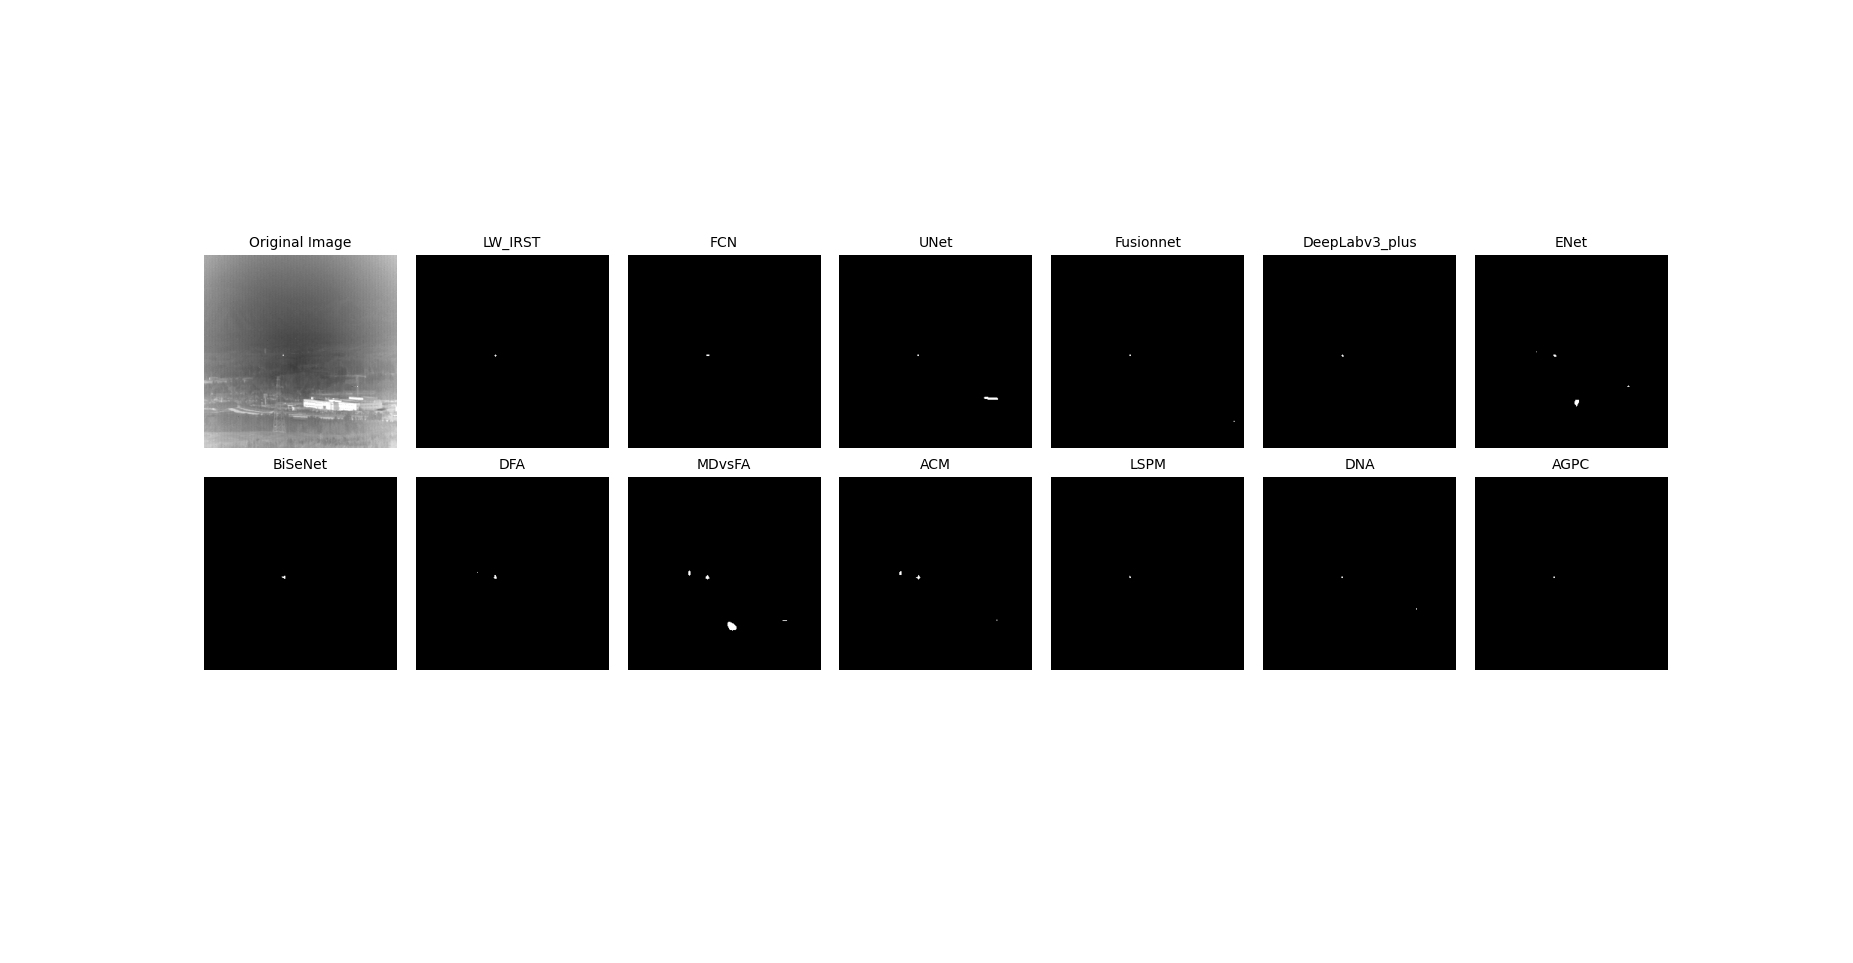 Original Image LW_IRST FCN UNet Fusionnet DeepLabv3_plus ENet
BiSeNet DFA MDvsFA ACM LSPM DNA AGPC